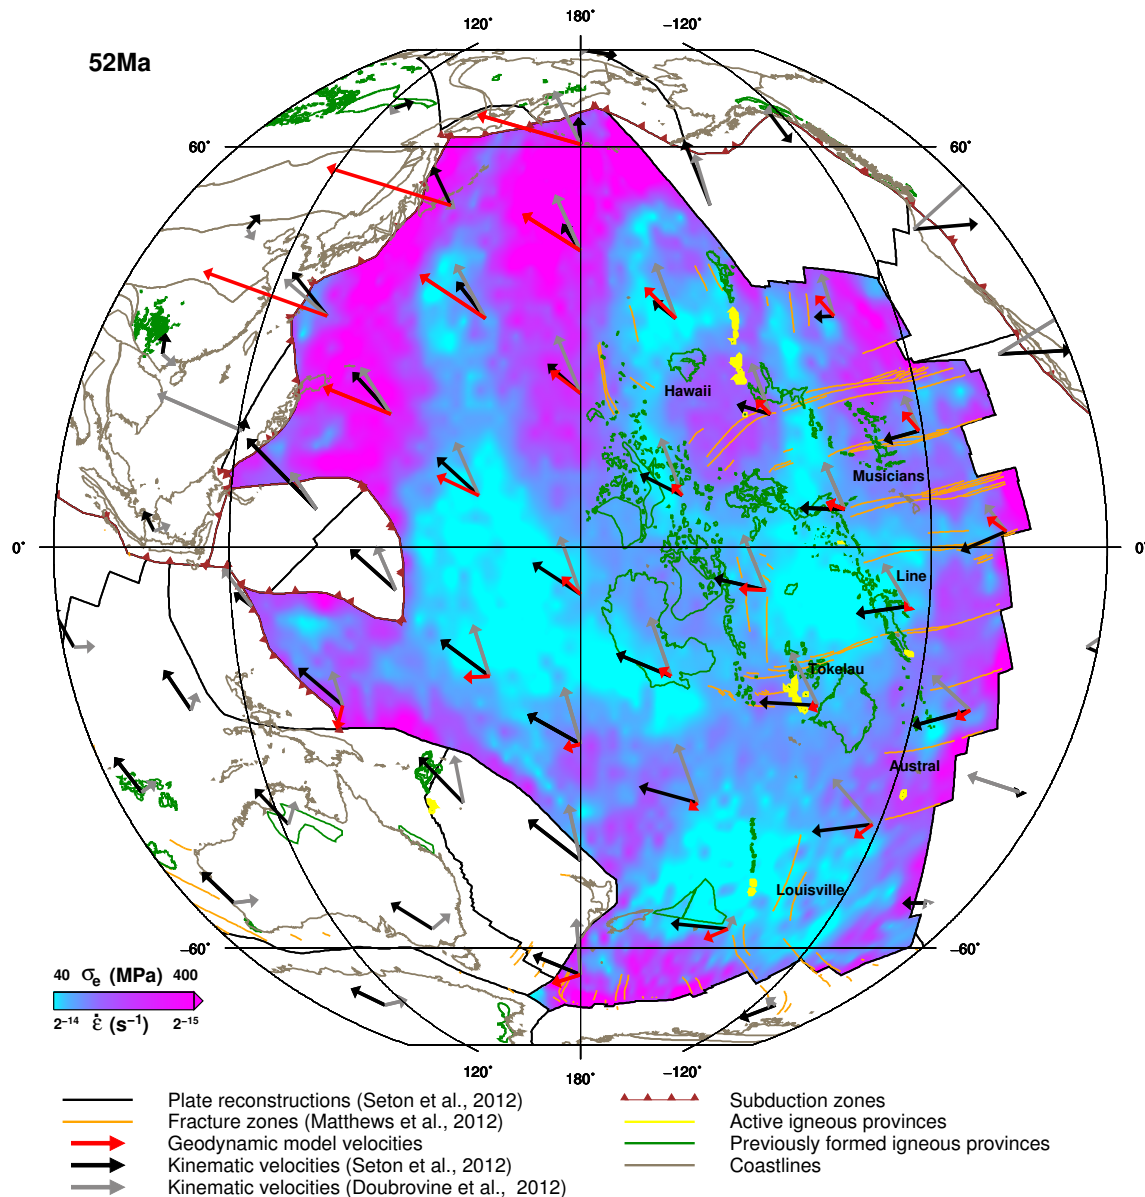 120° 180° −120°
52Ma
60° 60°
Hawaii
Musicians
0° 0°
Line
Tokelau
Austral
Louisville
−60° −60°
40 σe (MPa) 400
2⁻¹⁴ ε̇ (s⁻¹) 2⁻¹⁵
120° 180° −120°
Plate reconstructions (Seton et al., 2012)
Fracture zones (Matthews et al., 2012)
Geodynamic model velocities
Kinematic velocities (Seton et al., 2012)
Kinematic velocities (Doubrovine et al., 2012)
Subduction zones
Active igneous provinces
Previously formed igneous provinces
Coastlines